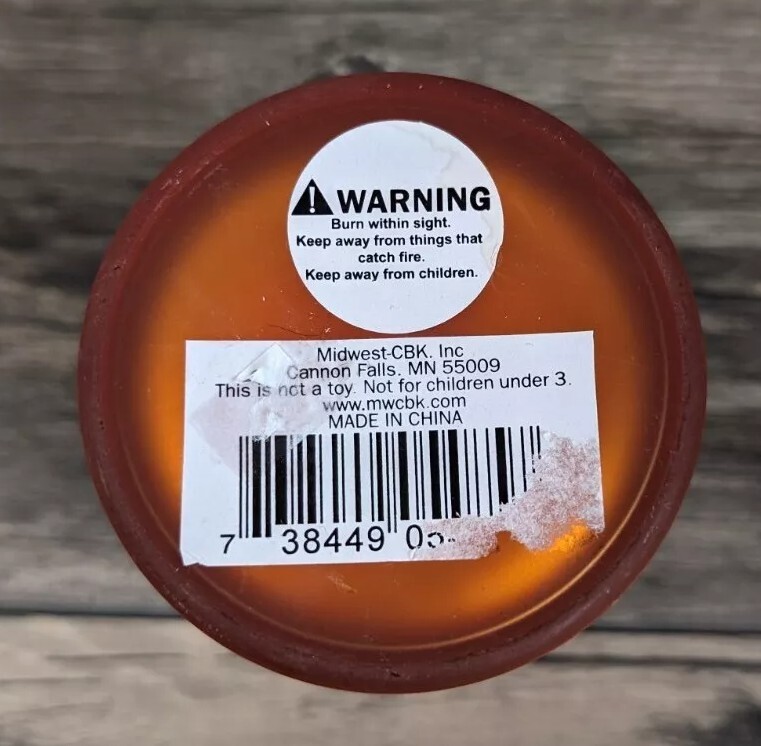 WARNING
Burn within sight.
Keep away from things that
catch fire.
Keep away from children.
Midwest-CBK. Inc
Cannon Falls. MN 55009
This is not a toy. Not for children under 3.
www.mwcbk.com
MADE IN CHINA
7 38449